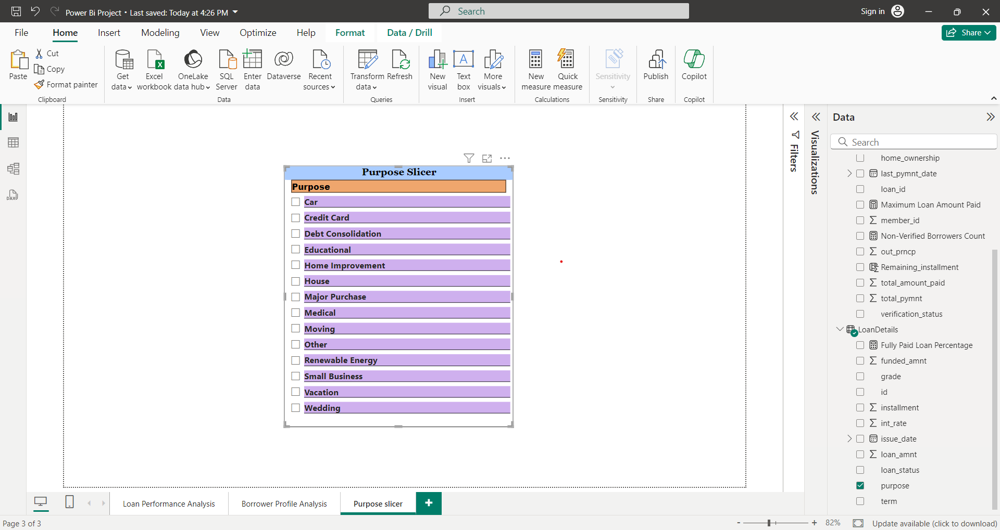 Power Bi Project • Last saved: Today at 4:26 PM
Search
Sign in
File
Home
Insert
Modeling
View
Optimize
Help
Format
Data / Drill
Share
Paste
Cut
Copy
Format painter
Clipboard
Get data
Excel workbook
OneLake data hub
SQL Server
Enter data
Dataverse
Recent sources
Data
Transform data
Refresh
Queries
New visual
A
Text box
More visuals
Insert
New measure
Quick measure
Calculations
Sensitivity
Sensitivity
Publish
Share
Copilot
Copilot
DAX
Purpose Slicer
Purpose
Car
Credit Card
Debt Consolidation
Educational
Home Improvement
House
Major Purchase
Medical
Moving
Other
Renewable Energy
Small Business
Vacation
Wedding
Filters
Visualizations
Data
Search
home_ownership
last_pymnt_date
loan_id
Maximum Loan Amount Paid
member_id
Non-Verified Borrowers Count
out_prncp
Remaining_installment
total_amount_paid
total_pymnt
verification_status
LoanDetails
Fully Paid Loan Percentage
funded_amnt
grade
id
installment
int_rate
issue_date
loan_amnt
loan_status
purpose
term
Loan Performance Analysis
Borrower Profile Analysis
Purpose slicer
Page 3 of 3
82%
Update available (click to download)